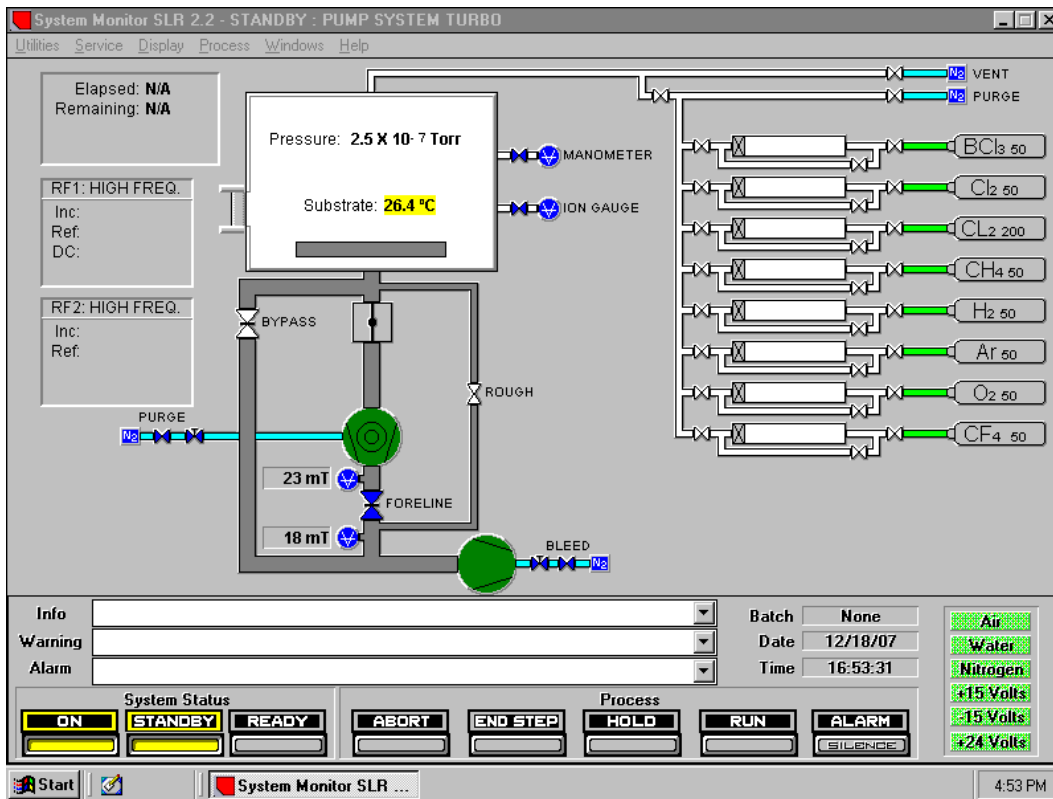 System Monitor SLR 2.2 - STANDBY : PUMP SYSTEM TURBO
Utilities Service Display Process Windows Help
Elapsed: N/A
Remaining: N/A
RF1: HIGH FREQ.
Inc:
Ref:
DC:
RF2: HIGH FREQ.
Inc:
Ref:
Pressure: 2.5 X 10-7 Torr
Substrate: 26.4 ºC
MANOMETER
ION GAUGE
N2 VENT
N2 PURGE
BCl3 50
Cl2 50
CL2 200
CH4 50
H2 50
Ar 50
O2 50
CF4 50
BYPASS
ROUGH
PURGE
N2
23 mT
FORELINE
18 mT
BLEED
N2
Info
Warning
Alarm
Batch None
Date 12/18/07
Time 16:53:31
Air
Water
Nitrogen
+15 Volts
-15 Volts
+24 Volts
System Status
ON STANDBY READY
Process
ABORT END STEP HOLD RUN ALARM
SILENCE
Start System Monitor SLR ... 4:53 PM